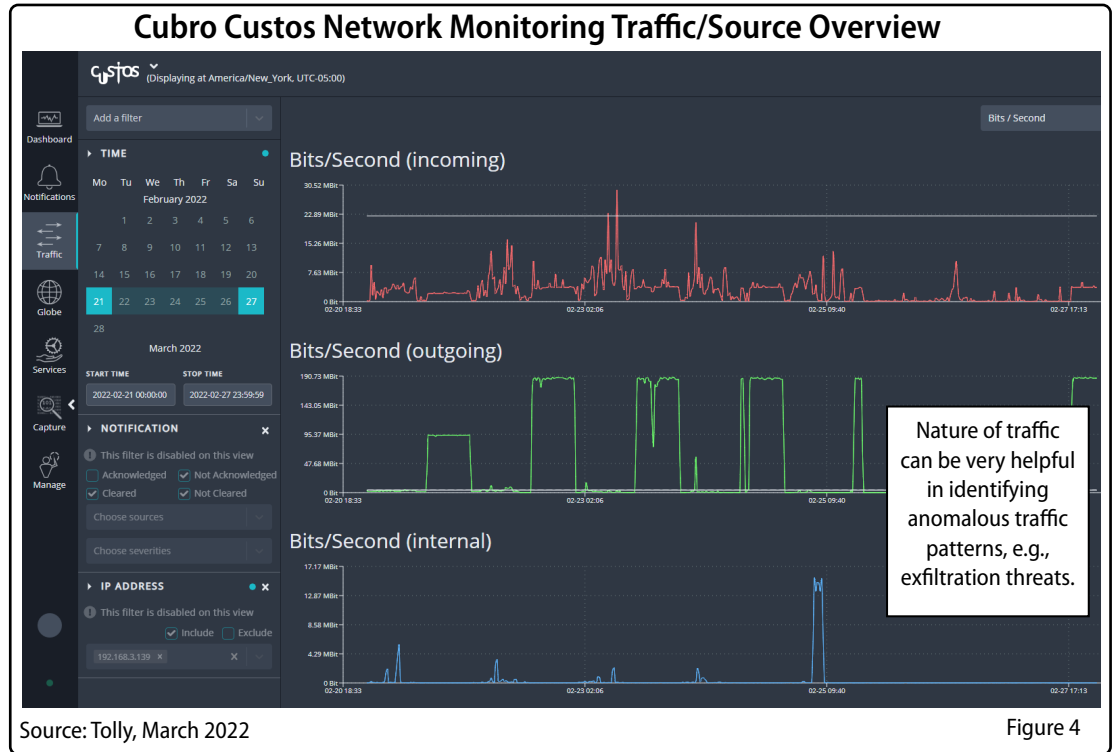 Cubro Custos Network Monitoring Traffic/Source Overview
custos (Displaying at America/New_York, UTC-05:00)
Dashboard
Notifications
Traffic
Globe
Services
Capture
Manage
Add a filter
TIME
Mo Tu We Th Fr Sa Su
February 2022
1 2 3 4 5 6
7 8 9 10 11 12 13
14 15 16 17 18 19 20
21 22 23 24 25 26 27
28
March 2022
START TIME STOP TIME
2022-02-21 00:00:00 2022-02-27 23:59:59
NOTIFICATION
This filter is disabled on this view
Acknowledged Not Acknowledged
Cleared Not Cleared
Choose sources
Choose severities
IP ADDRESS
This filter is disabled on this view
Include Exclude
192.168.3.139 ×
Bits / Second
Bits/Second (incoming)
30.52 MBit
22.89 MBit
15.26 MBit
7.63 MBit
0 Bit
02-20 18:33 02-23 02:06 02-25 09:40 02-27 17:13
Bits/Second (outgoing)
190.73 MBit
143.05 MBit
95.37 MBit
47.68 MBit
0 Bit
02-20 18:33 02-23 02:06 02-25 09:40
Nature of traffic
can be very helpful
in identifying
anomalous traffic
patterns, e.g.,
exfiltration threats.
Bits/Second (internal)
17.17 MBit
12.87 MBit
8.58 MBit
4.29 MBit
0 Bit
02-20 18:33 02-23 02:06 02-25 09:40 02-27 17:13
Source: Tolly, March 2022
Figure 4